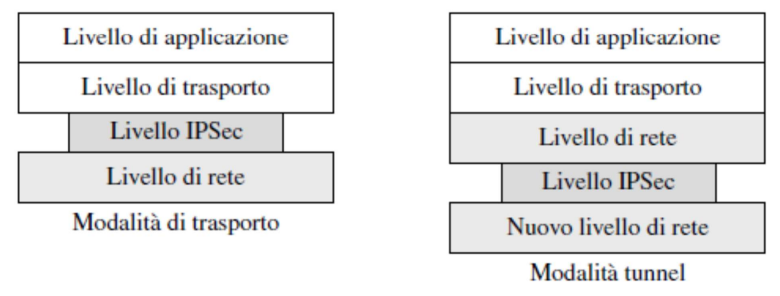 Livello di applicazione
Livello di trasporto
Livello IPSec
Livello di rete
Modalità di trasporto
Livello di applicazione
Livello di trasporto
Livello di rete
Livello IPSec
Nuovo livello di rete
Modalità tunnel